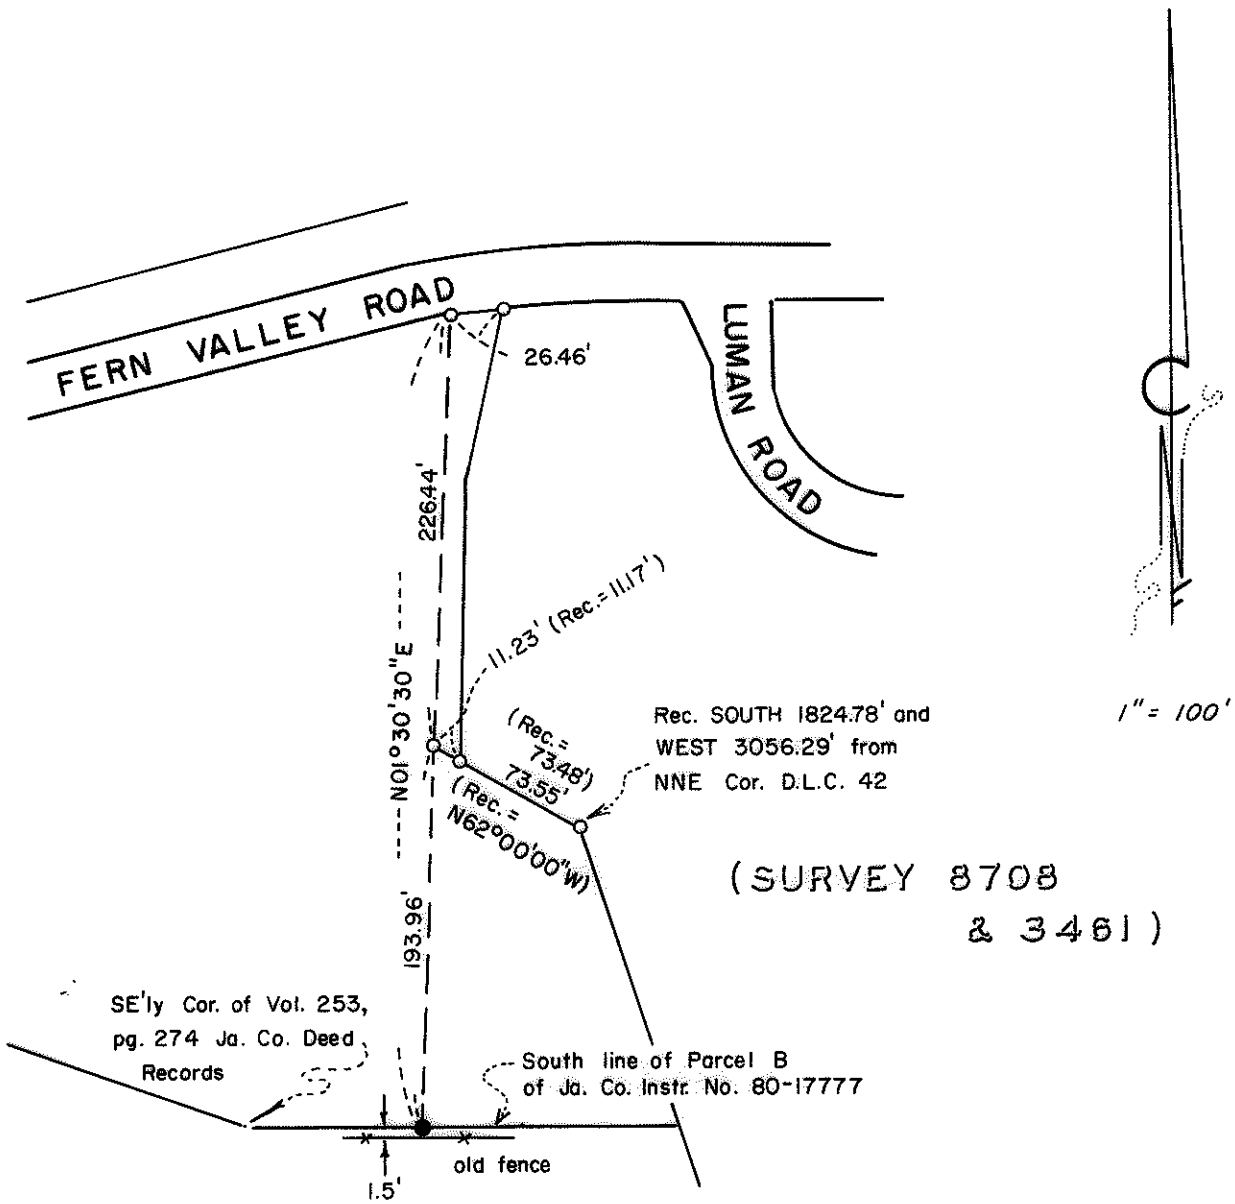 FERN VALLEY ROAD
26.46'
LUMAN ROAD
226.44'
N01°30'30"E
11.23' (Rec.=11.17')
(Rec.=
73.48')
73.55'
(Rec.=
N62°00'00"W)
Rec. SOUTH 1824.78' and
WEST 3056.29' from
NNE Cor. D.L.C. 42
1"= 100'
(SURVEY 8708
& 3461)
193.96'
SE'ly Cor. of Vol. 253,
pg. 274 Ja. Co. Deed
Records
South line of Parcel B
of Ja. Co. Instr. No. 80-17777
old fence
1.5'